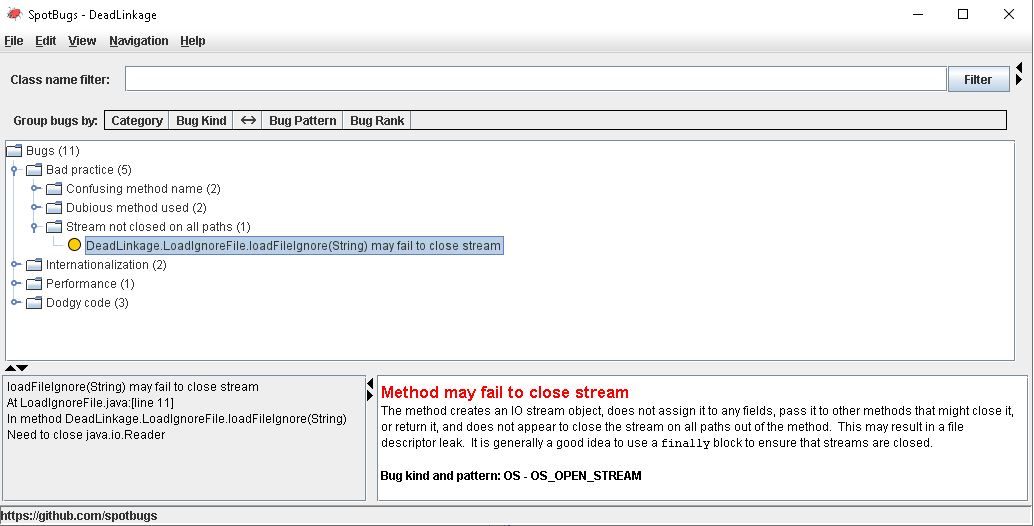 SpotBugs - DeadLinkage
File Edit View Navigation Help
Class name filter: Filter
Group bugs by: Category Bug Kind ↔ Bug Pattern Bug Rank
Bugs (11)
Bad practice (5)
Confusing method name (2)
Dubious method used (2)
Stream not closed on all paths (1)
DeadLinkage.LoadIgnoreFile.loadFileIgnore(String) may fail to close stream
Internationalization (2)
Performance (1)
Dodgy code (3)
loadFileIgnore(String) may fail to close stream
At LoadIgnoreFile.java:[line 11]
In method DeadLinkage.LoadIgnoreFile.loadFileIgnore(String)
Need to close java.io.Reader
Method may fail to close stream
The method creates an IO stream object, does not assign it to any fields, pass it to other methods that might close it,
or return it, and does not appear to close the stream on all paths out of the method.  This may result in a file
descriptor leak.  It is generally a good idea to use a finally block to ensure that streams are closed.
Bug kind and pattern: OS - OS_OPEN_STREAM
https://github.com/spotbugs